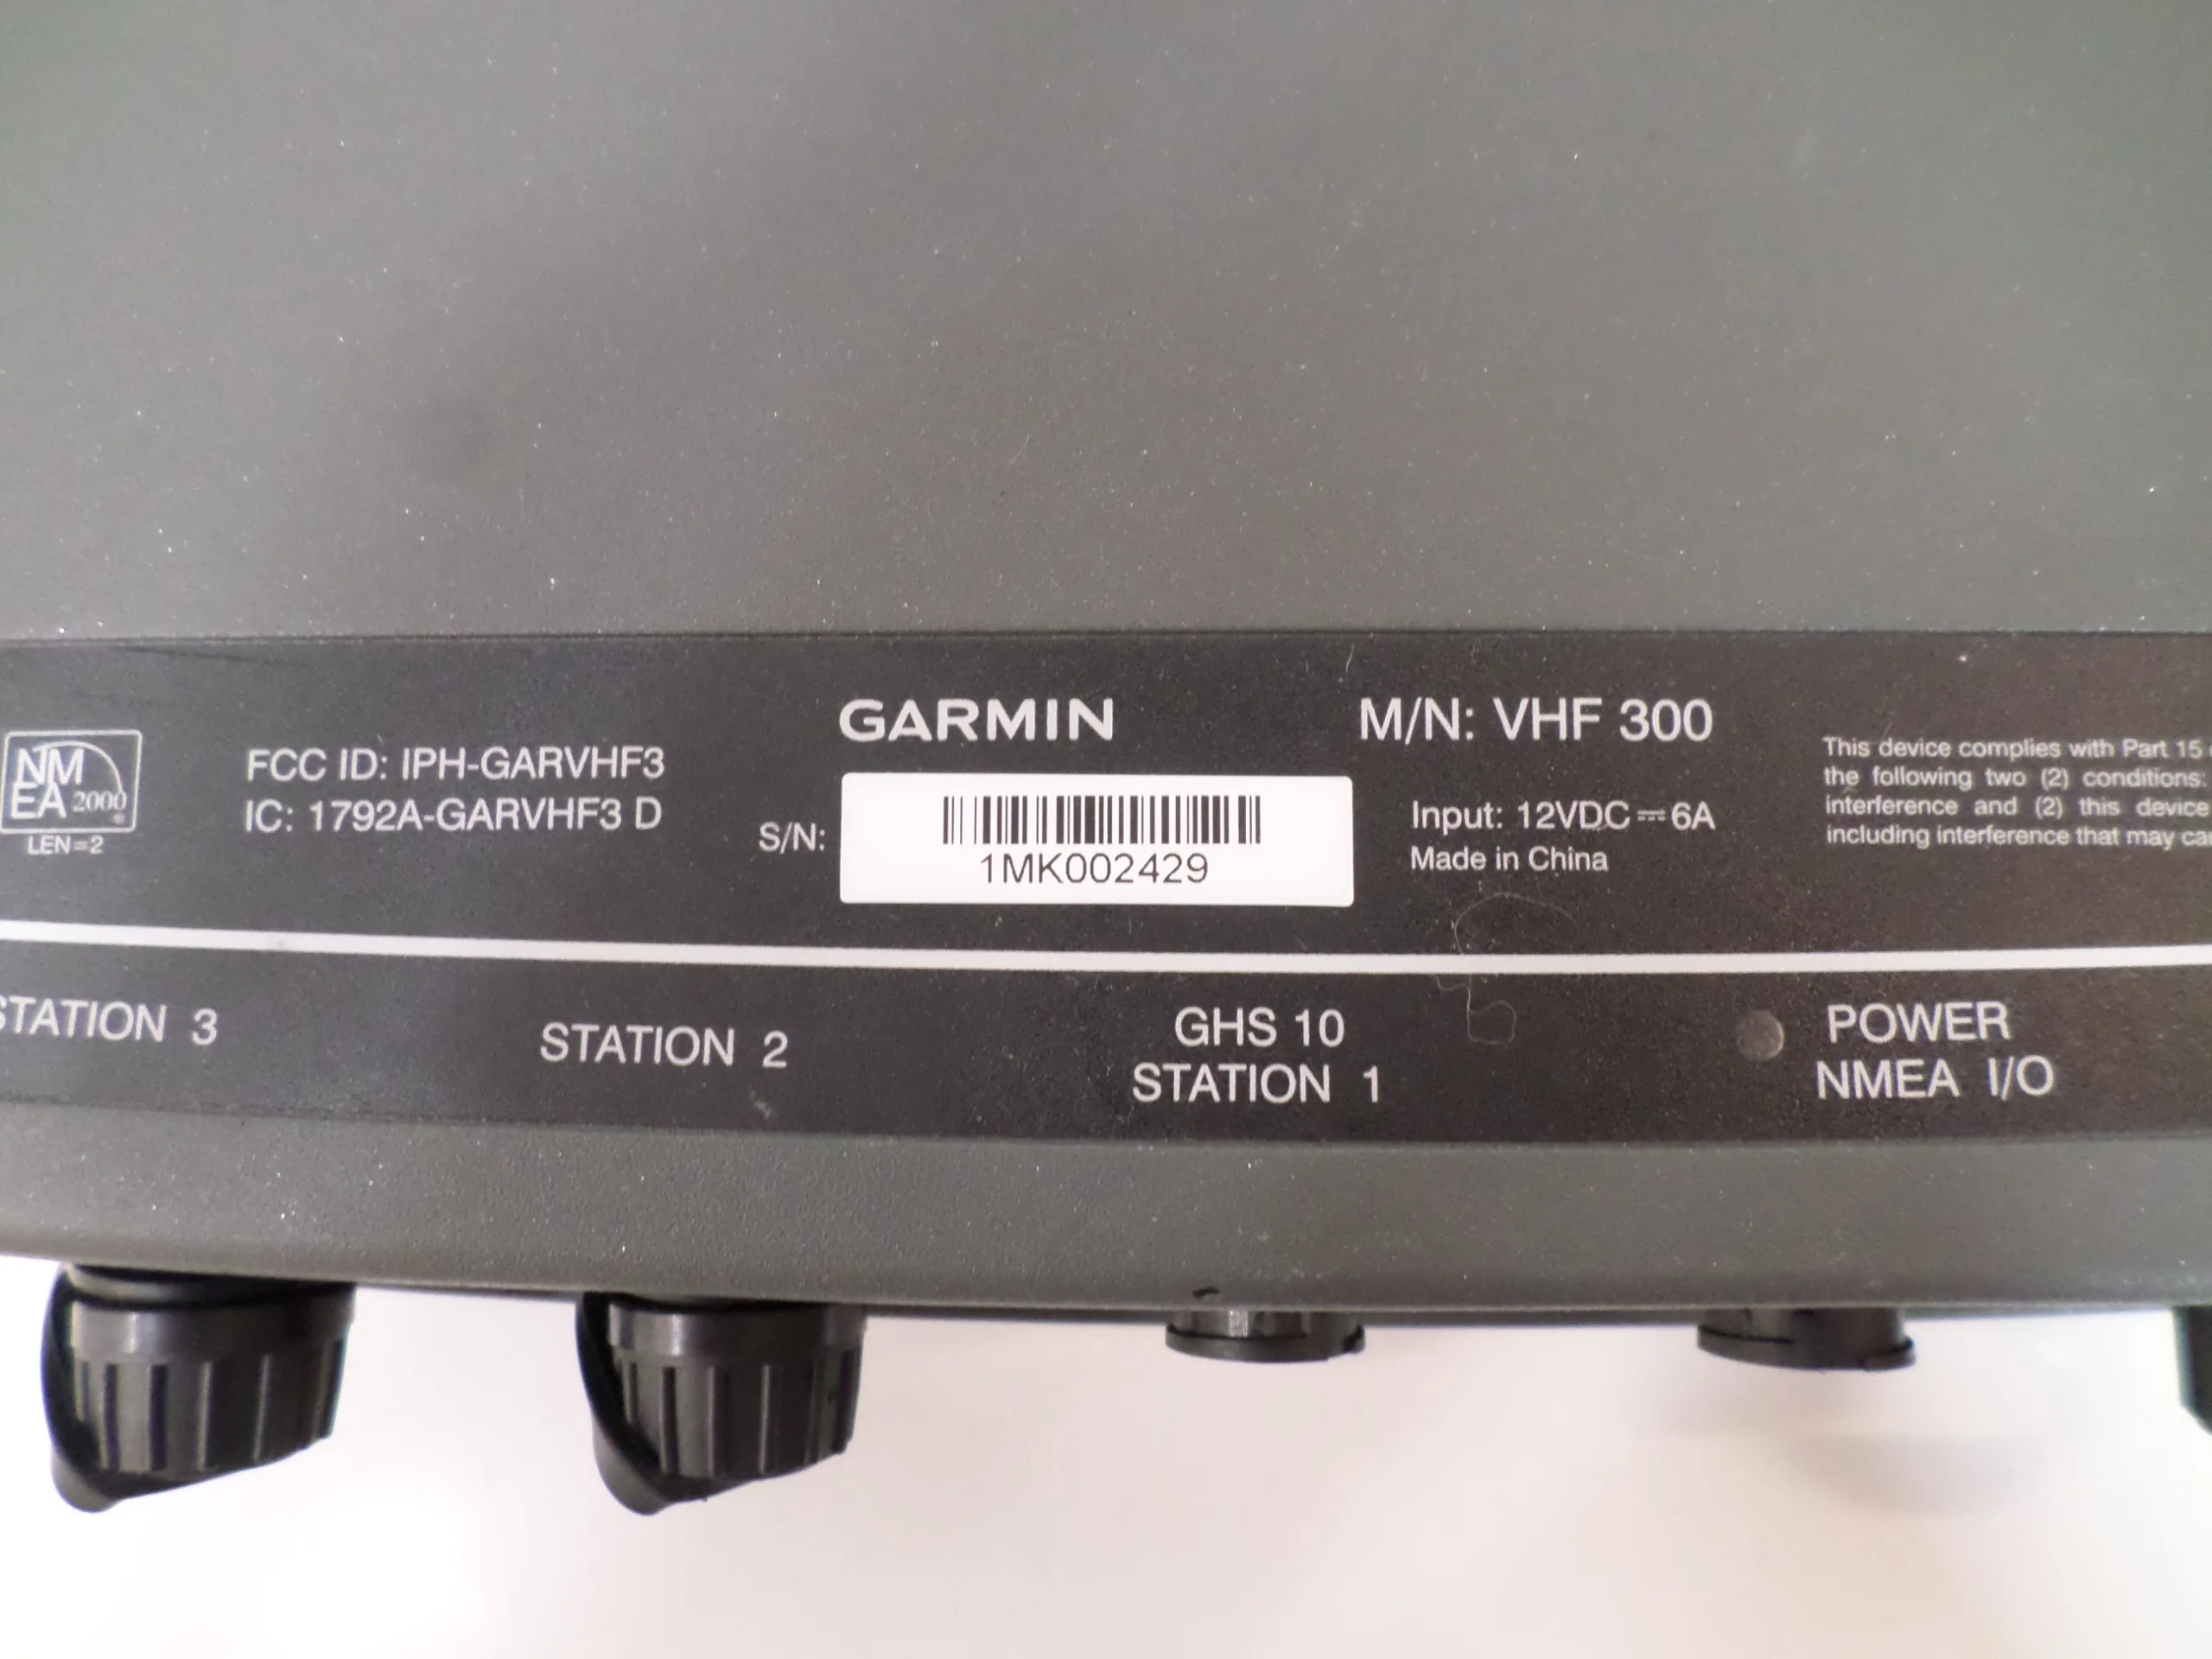 NM
EA 2000®
LEN=2
FCC ID: IPH-GARVHF3
IC: 1792A-GARVHF3 D
GARMIN
S/N:
1MK002429
M/N: VHF 300
Input: 12VDC⎓6A
Made in China
This device complies with Part 15
the following two (2) conditions:
interference and (2) this device
including interference that may
STATION 3
STATION 2
GHS 10
STATION 1
POWER
NMEA I/O